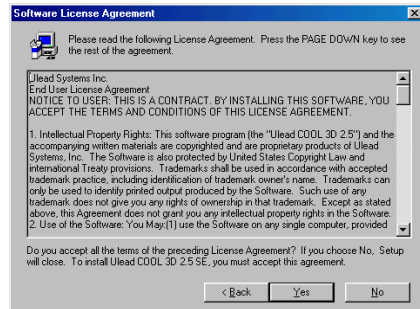 Software License Agreement
Please read the following License Agreement. Press the PAGE DOWN key to see
the rest of the agreement.
Ulead Systems Inc.
End User License Agreement
NOTICE TO USER: THIS IS A CONTRACT. BY INSTALLING THIS SOFTWARE, YOU
ACCEPT THE TERMS AND CONDITIONS OF THIS LICENSE AGREEMENT.
1. Intellectual Property Rights: This software program (the "Ulead COOL 3D 2.5") and the
accompanying written materials are copyrighted and are proprietary products of Ulead
Systems, Inc. The Software is also protected by United States Copyright Law and
international Treaty provisions. Trademarks shall be used in accordance with accepted
trademark practice, including identification of trademark owner's name. Trademarks can
only be used to identify printed output produced by the Software. Such use of any
trademark does not give you any rights of ownership in that trademark. Except as stated
above, this Agreement does not grant you any intellectual property rights in the Software.
2. Use of the Software: You May:(1) use the Software on any single computer, provided
Do you accept all the terms of the preceding License Agreement? If you choose No, Setup
will close. To install Ulead COOL 3D 2.5 SE, you must accept this agreement.
< Back
Yes
No